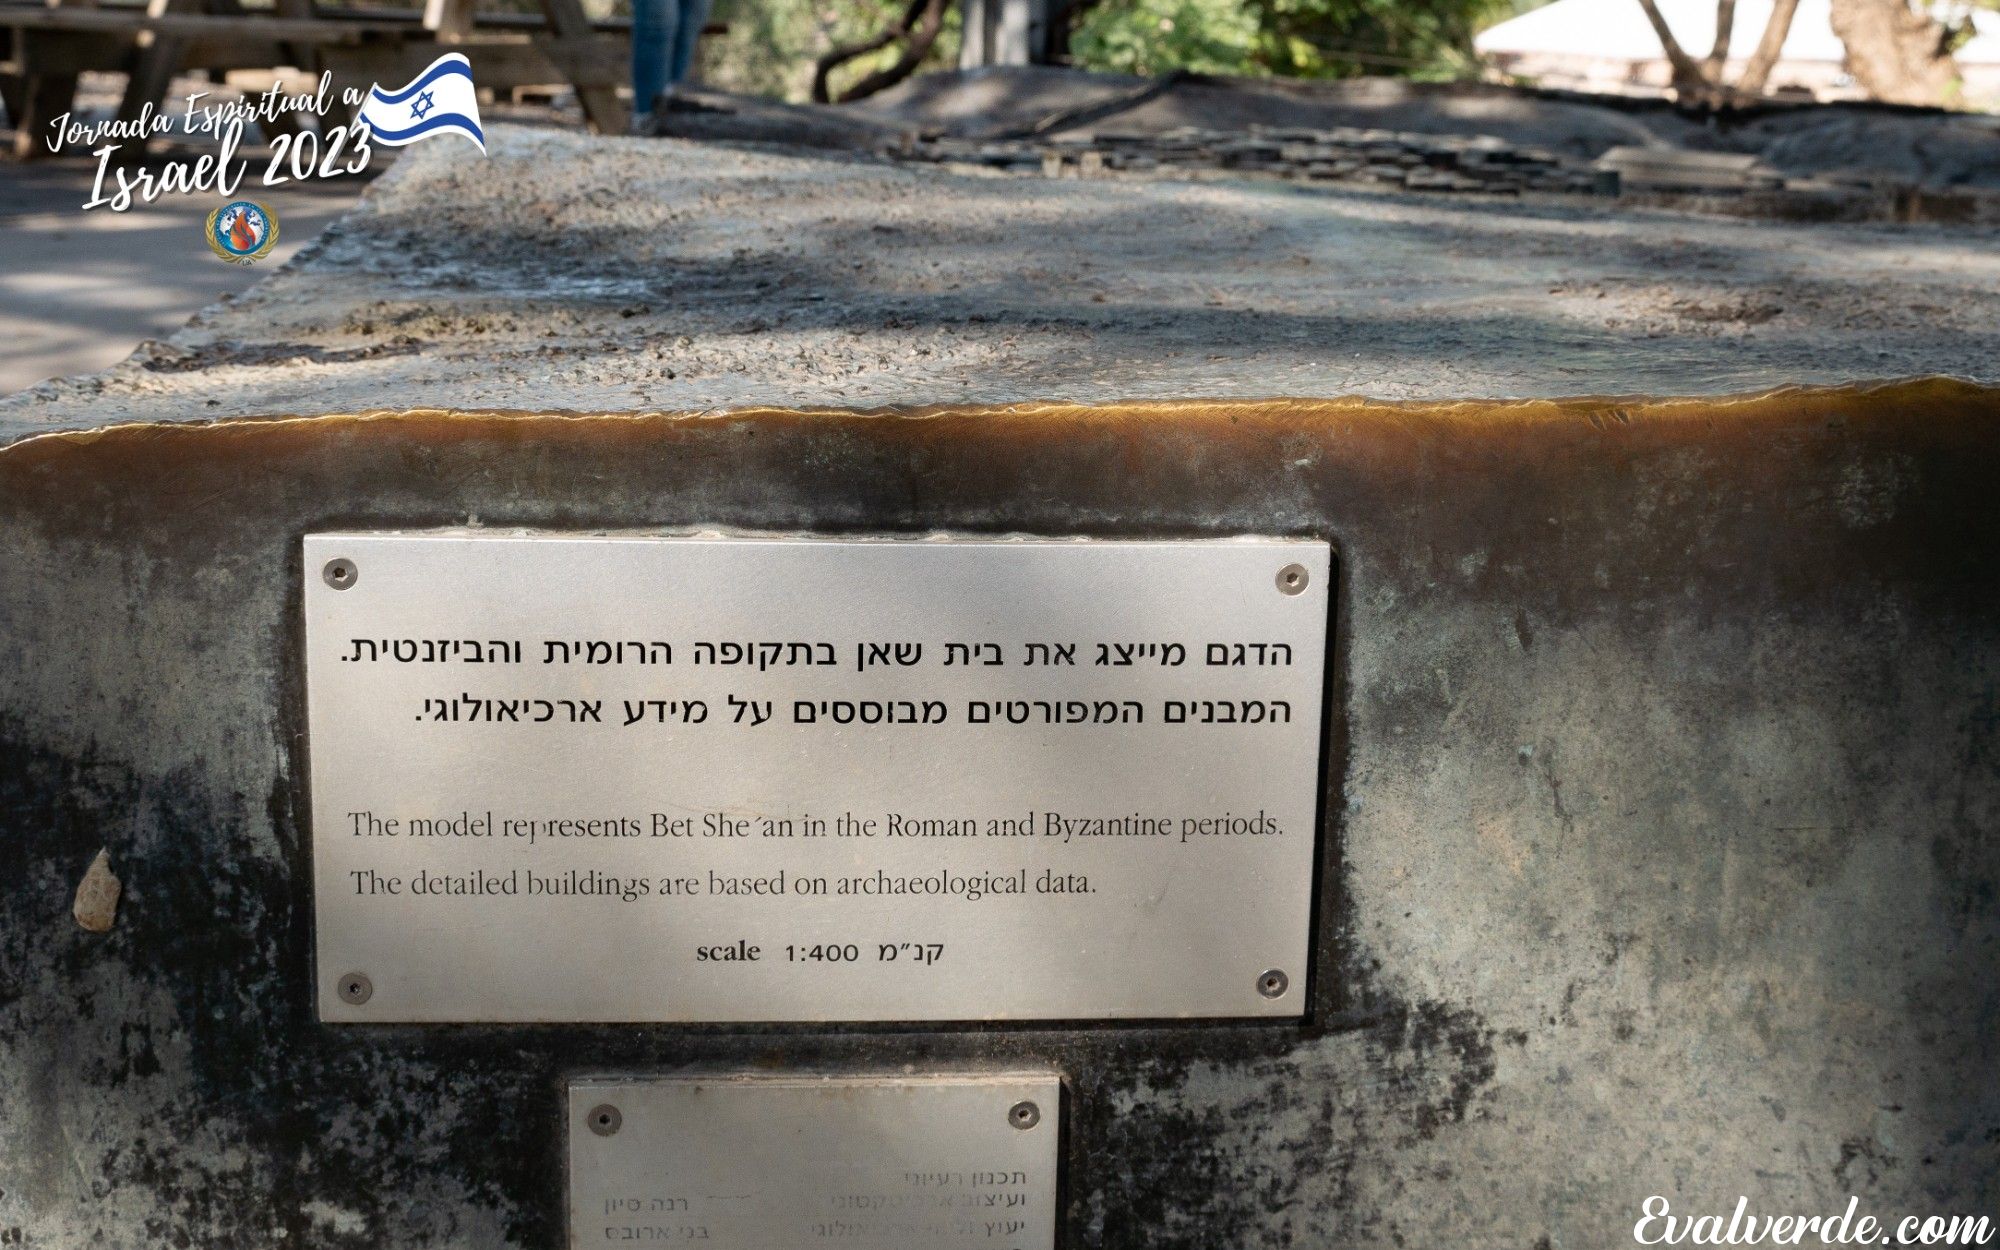 Jornada Espiritual a
Israel 2023
הדגם מייצג את בית שאן בתקופה הרומית והביזנטית.
המבנים המפורטים מבוססים על מידע ארכיאולוגי.
The model represents Bet She´an in the Roman and Byzantine periods.
The detailed buildings are based on archaeological data.
scale 1:400 קנ״מ
תכנון רעיוני
רנה סיון
יעוץ
בני ארובס
Evalverde.com